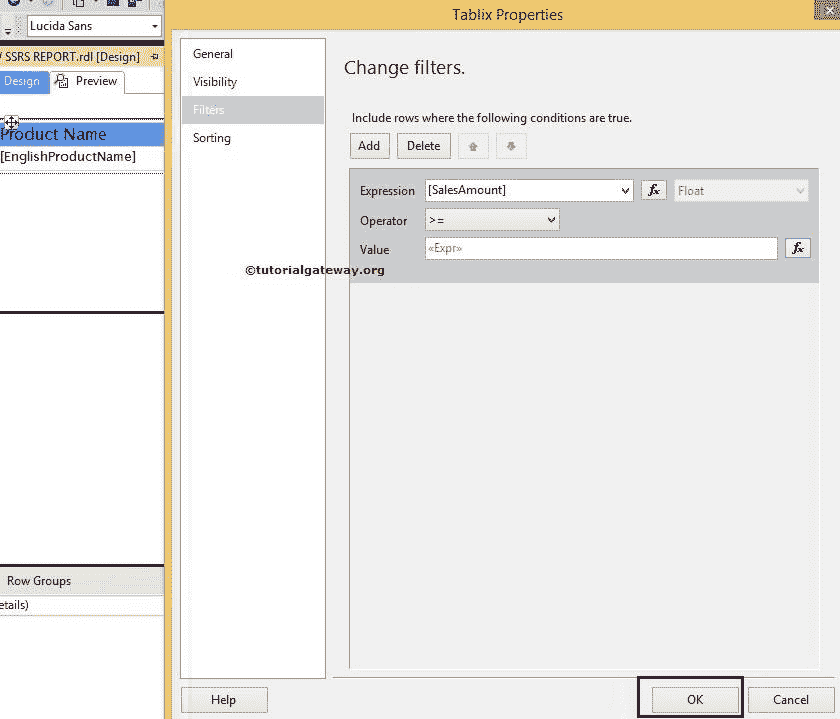 Tablix Properties
Lucida Sans
SSRS REPORT.rdl [Design]
Design
Preview
Product Name
[EnglishProductName]
General
Visibility
Filters
Sorting
Change filters.
Include rows where the following conditions are true.
Add
Delete
Expression
[SalesAmount]
fx
Float
Operator
>=
Value
«Expr»
fx
©tutorialgateway.org
Row Groups
etails)
Help
OK
Cancel